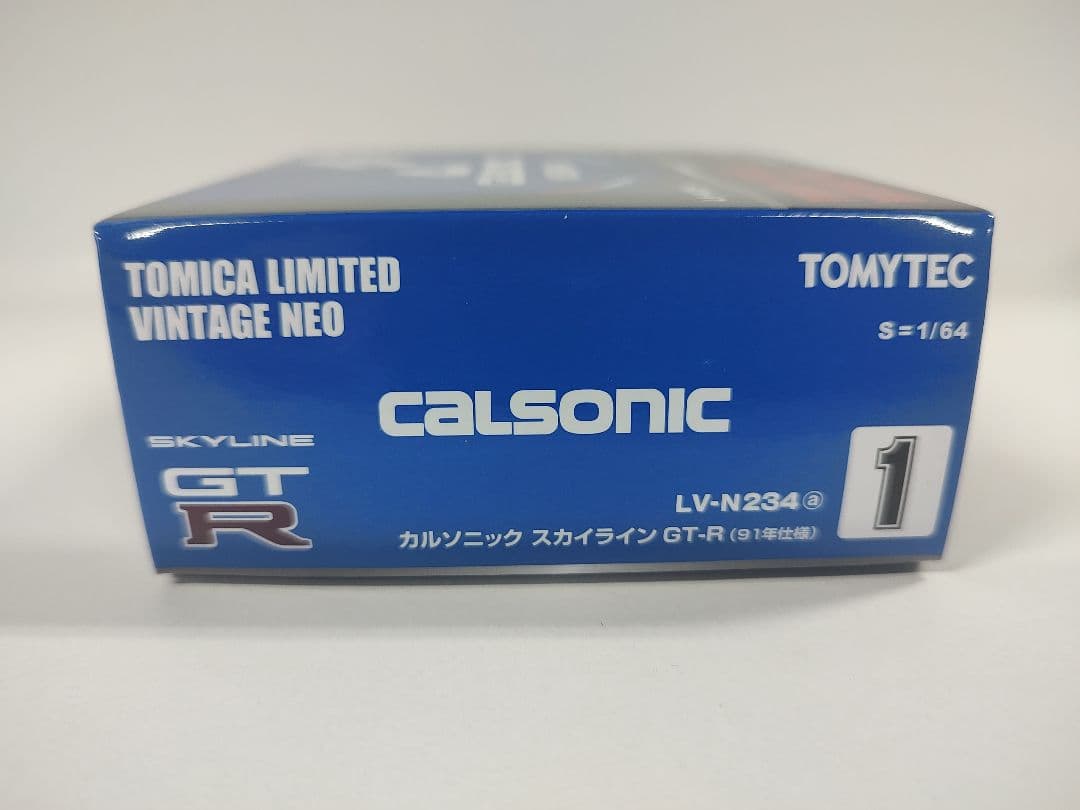 TOMICA LIMITED
VINTAGE NEO
TOMYTEC
S=1/64
CALSONIC
SKYLINE
GT
R
1
LV-N234ⓐ
カルソニック スカイライン GT-R (91年仕様)